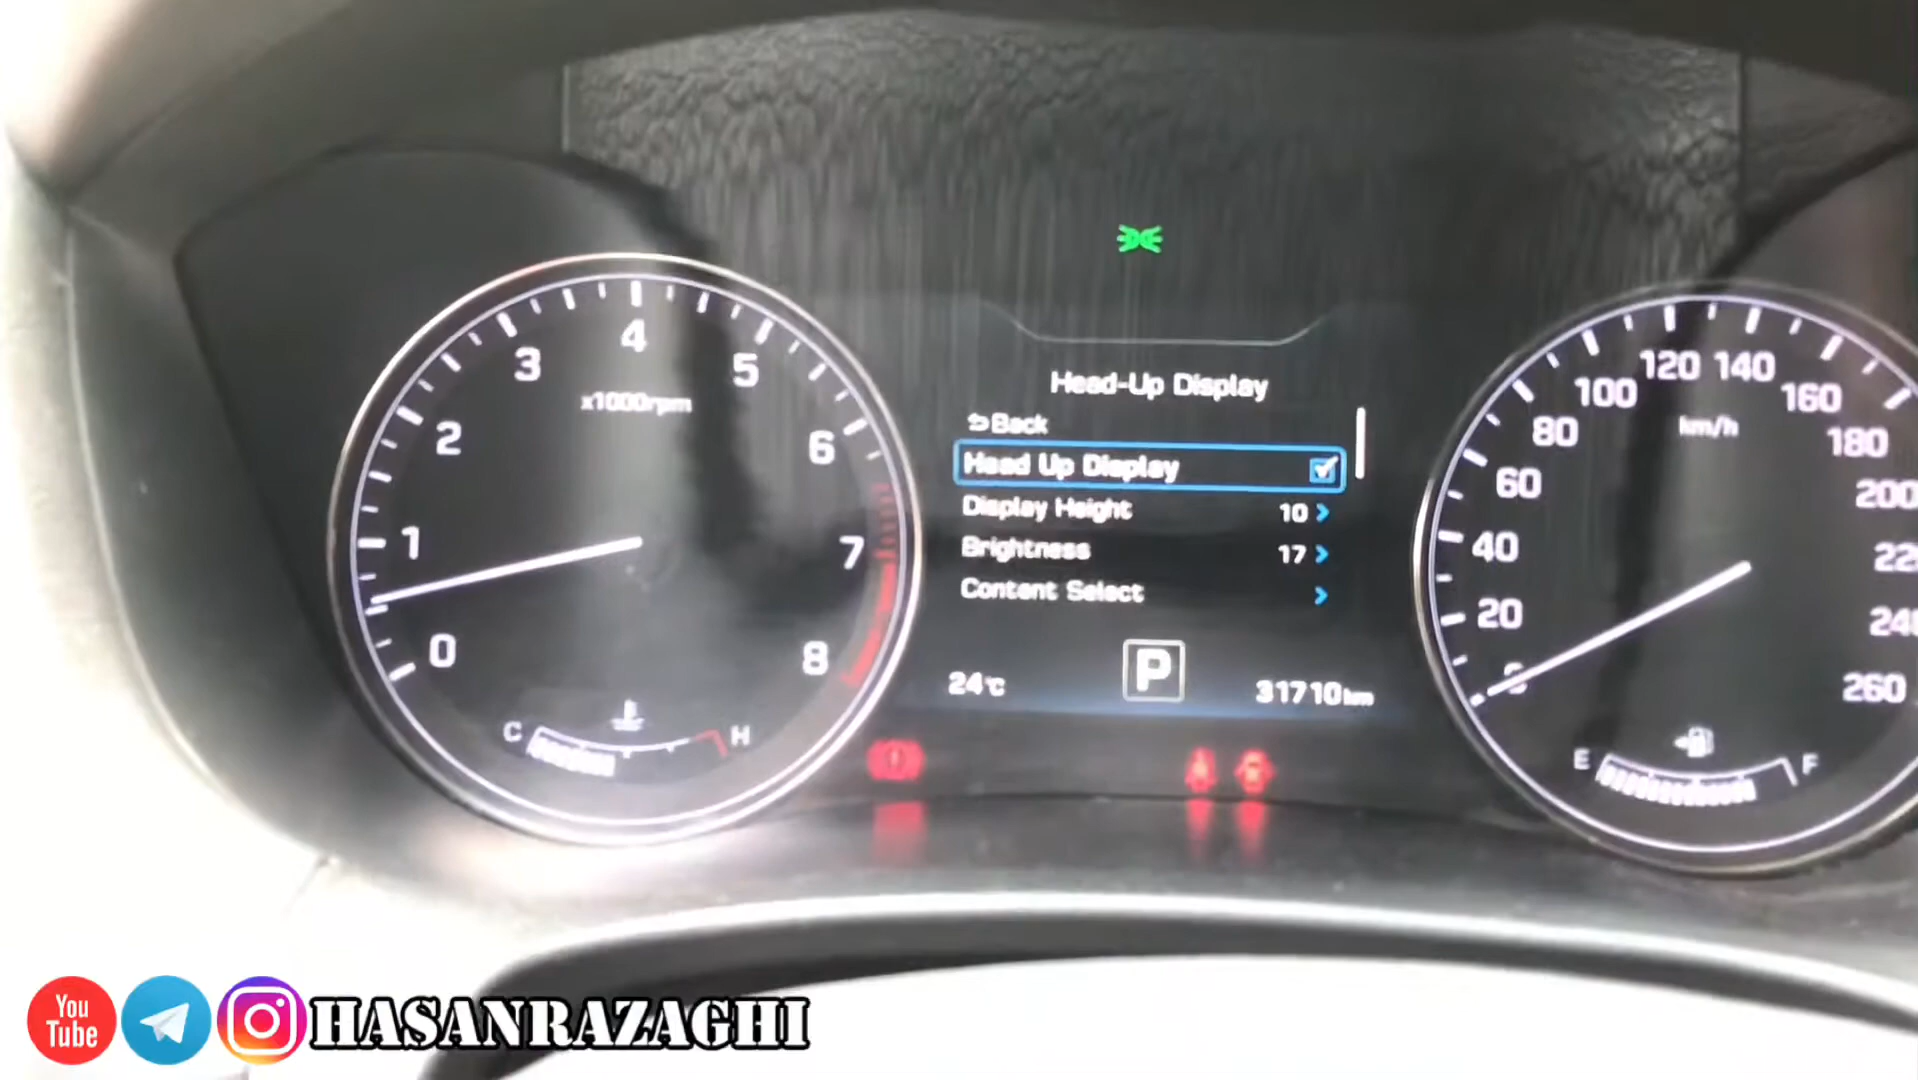 4
3
5
x1000rpm
2
6
1
7
0
8
C
H
Head-Up Display
Back
Head Up Display
Display Height 10
Brightness 17
Content Select
24°C
P
31710km
120 140
100
160
km/h
80
180
60
200
40
20
260
E
F
You
Tube
HASANRAZAGHI